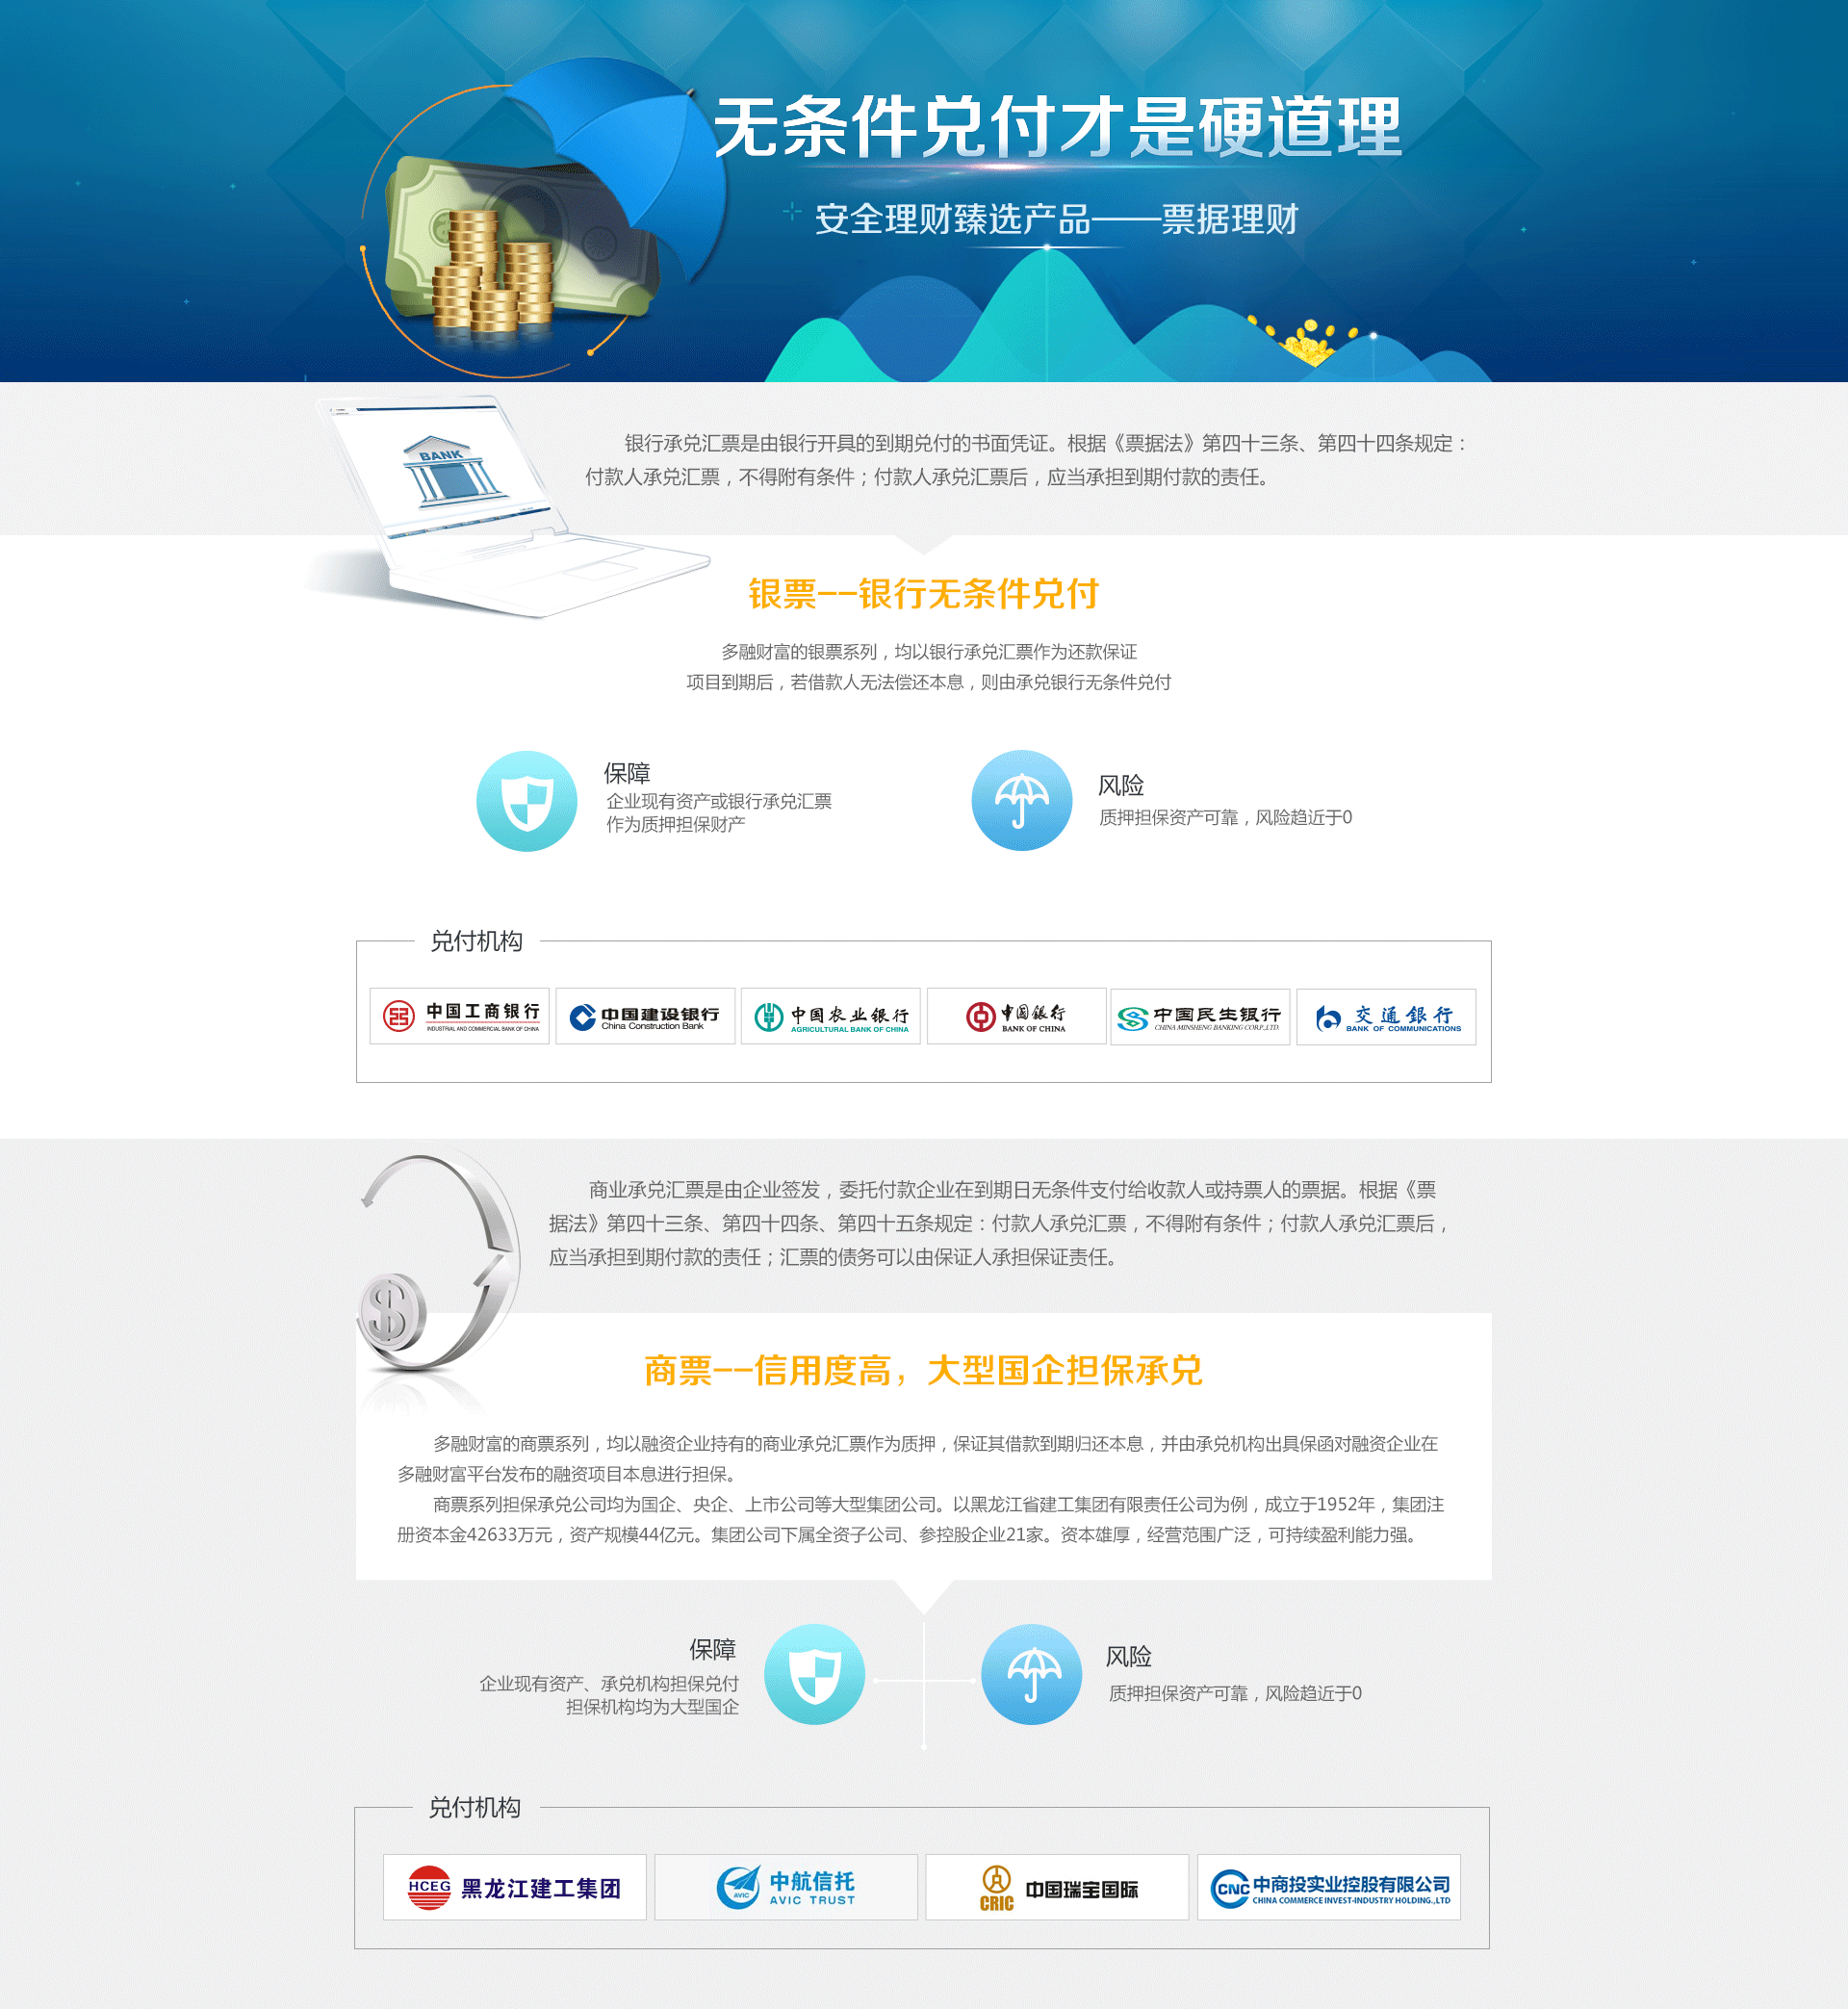 无条件兑付才是硬道理
安全理财臻选产品——票据理财
BANK
银行承兑汇票是由银行开具的到期兑付的书面凭证。根据《票据法》第四十三条、第四十四条规定：
付款人承兑汇票，不得附有条件；付款人承兑汇票后，应当承担到期付款的责任。
银票--银行无条件兑付
多融财富的银票系列，均以银行承兑汇票作为还款保证
项目到期后，若借款人无法偿还本息，则由承兑银行无条件兑付
保障
企业现有资产或银行承兑汇票
作为质押担保财产
风险
质押担保资产可靠，风险趋近于0
兑付机构
中国工商银行
INDUSTRIAL AND COMMERCIAL BANK OF CHINA
中国建设银行
China Construction Bank
中国农业银行
AGRICULTURAL BANK OF CHINA
中国银行
BANK OF CHINA
中国民生银行
CHINA MINSHENG BANKING CORP.,LTD.
交通銀行
BANK OF COMMUNICATIONS
商业承兑汇票是由企业签发，委托付款企业在到期日无条件支付给收款人或持票人的票据。根据《票
据法》第四十三条、第四十四条、第四十五条规定：付款人承兑汇票，不得附有条件；付款人承兑汇票后，
应当承担到期付款的责任；汇票的债务可以由保证人承担保证责任。
商票--信用度高，大型国企担保承兑
多融财富的商票系列，均以融资企业持有的商业承兑汇票作为质押，保证其借款到期归还本息，并由承兑机构出具保函对融资企业在
多融财富平台发布的融资项目本息进行担保。
商票系列担保承兑公司均为国企、央企、上市公司等大型集团公司。以黑龙江省建工集团有限责任公司为例，成立于1952年，集团注
册资本金42633万元，资产规模44亿元。集团公司下属全资子公司、参控股企业21家。资本雄厚，经营范围广泛，可持续盈利能力强。
保障
企业现有资产、承兑机构担保兑付
担保机构均为大型国企
风险
质押担保资产可靠，风险趋近于0
兑付机构
HCEG 黑龙江建工集团
AVIC 中航信托
AVIC TRUST
CRIC 中国瑞宝国际
CNC 中商投实业控股有限公司
CHINA COMMERCE INVEST-INDUSTRY HOLDING.,LTD